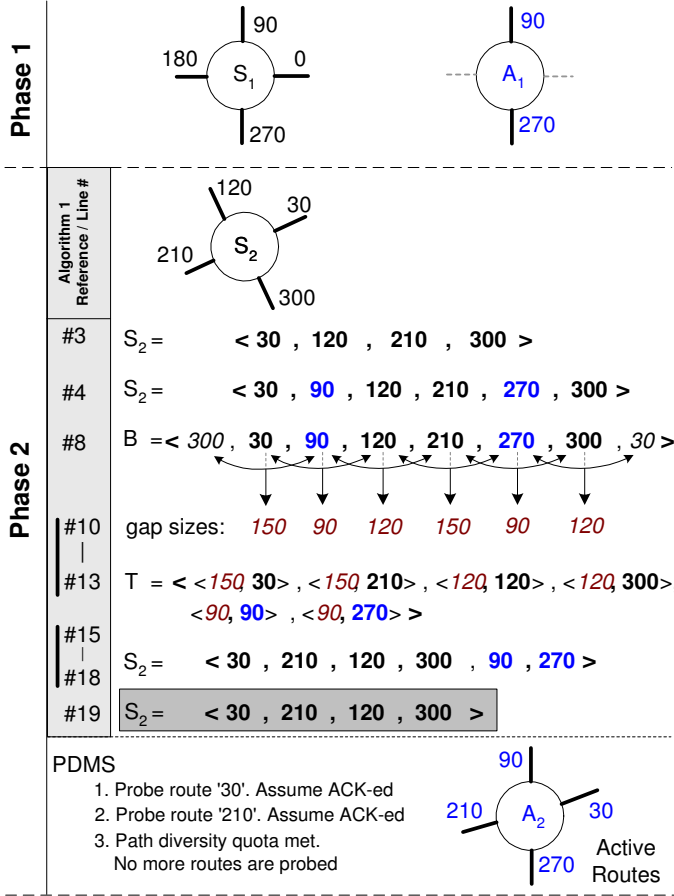 Phase 1
90
180
0
S1
270
90
A1
270
Phase 2
Algorithm 1
Reference / Line #
120
30
S2
210
300
#3 S2 = < 30 , 120 , 210 , 300 >
#4 S2 = < 30 , 90 , 120 , 210 , 270 , 300 >
#8 B = < 300 , 30 , 90 , 120 , 210 , 270 , 300 , 30 >
#10 gap sizes: 150 90 120 150 90 120
|
#13 T = < <150, 30> , <150, 210> , <120, 120> , <120, 300>
<90, 90> , <90, 270> >
#15
|
#18 S2 = < 30 , 210 , 120 , 300 , 90 , 270 >
#19 S2 = < 30 , 210 , 120 , 300 >
PDMS
1. Probe route '30'. Assume ACK-ed
2. Probe route '210'. Assume ACK-ed
3. Path diversity quota met.
No more routes are probed
90
210
A2
30
270
Active
Routes